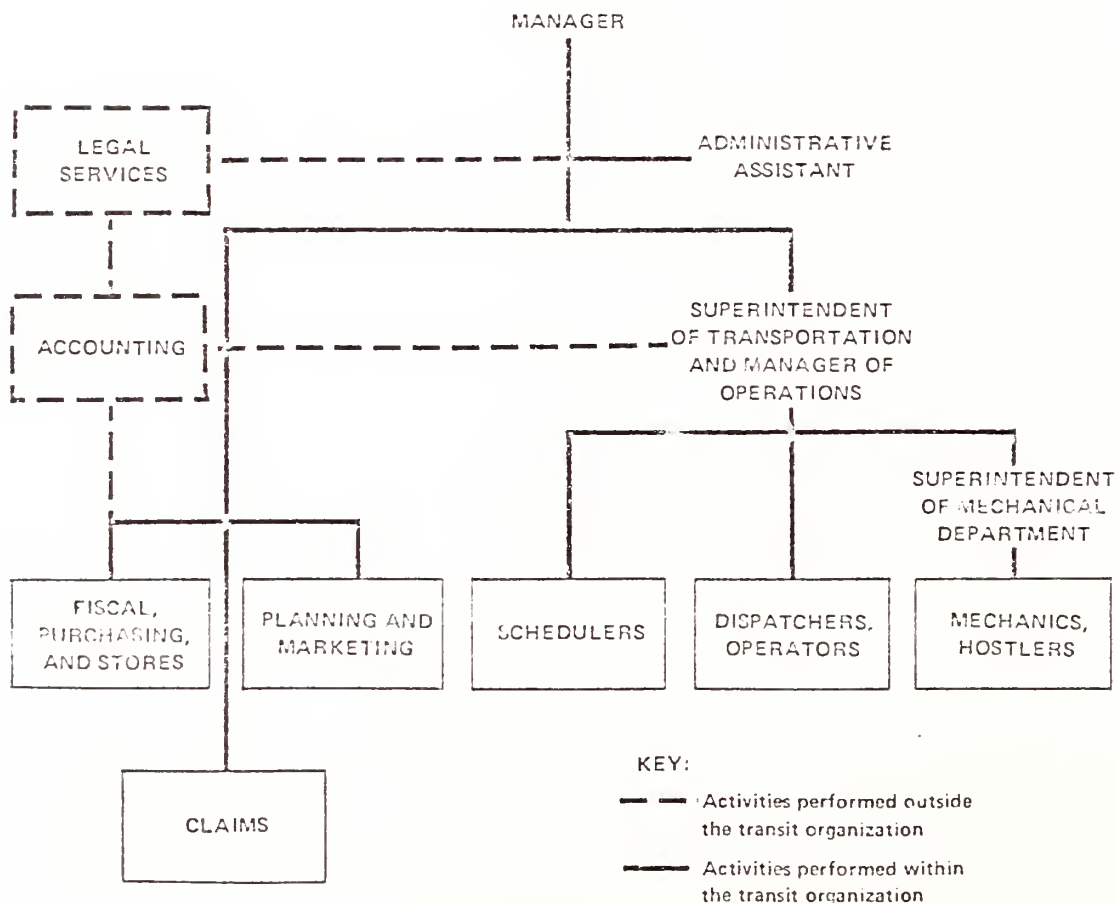 MANAGER
LEGAL
SERVICES
ADMINISTRATIVE
ASSISTANT
ACCOUNTING
SUPERINTENDENT
OF TRANSPORTATION
AND MANAGER OF
OPERATIONS
SUPERINTENDENT
OF MECHANICAL
DEPARTMENT
FISCAL,
PURCHASING,
AND STORES
PLANNING AND
MARKETING
SCHEDULERS
DISPATCHERS,
OPERATORS
MECHANICS,
HOSTLERS
CLAIMS
KEY:
Activities performed outside
the transit organization
Activities performed within
the transit organization